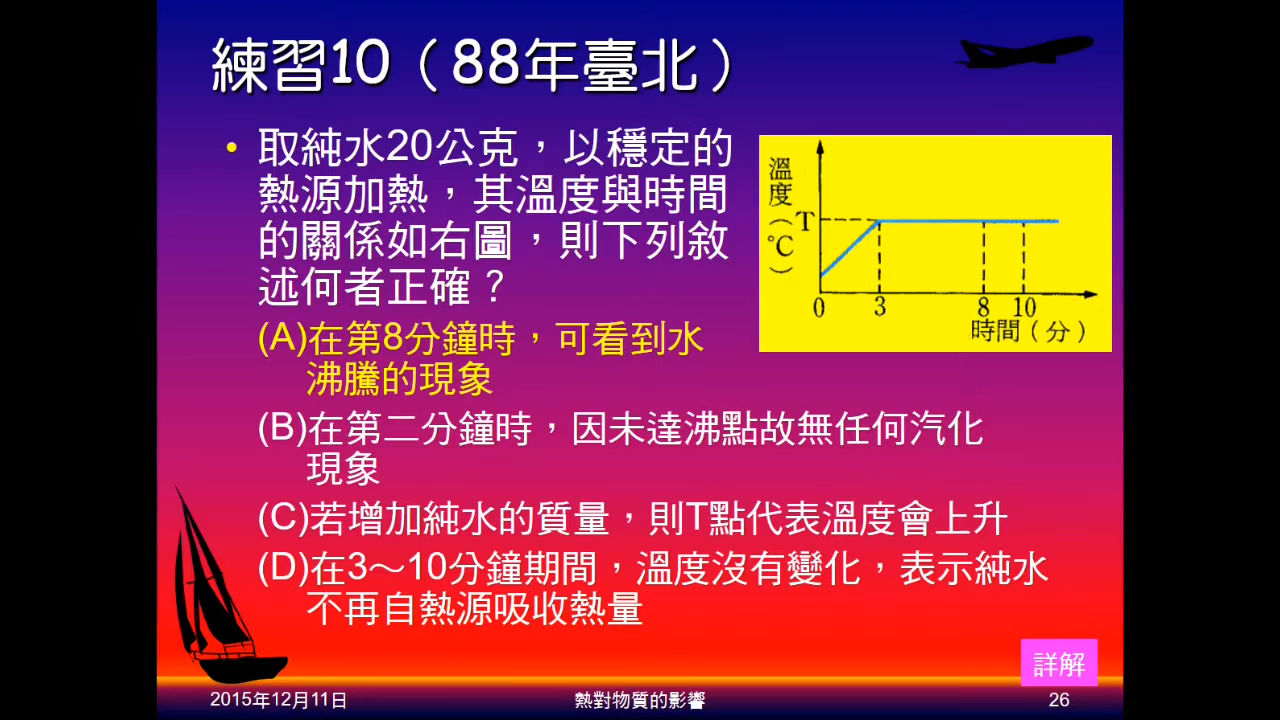 練習10（88年臺北）
• 取純水20公克，以穩定的
熱源加熱，其溫度與時間
的關係如右圖，則下列敘
述何者正確？
(A)在第8分鐘時，可看到水
沸騰的現象
(B)在第二分鐘時，因未達沸點故無任何汽化
現象
(C)若增加純水的質量，則T點代表溫度會上升
(D)在3～10分鐘期間，溫度沒有變化，表示純水
不再自熱源吸收熱量
溫度（℃）
T
0 3 8 10
時間（分）
詳解
2015年12月11日
熱對物質的影響
26